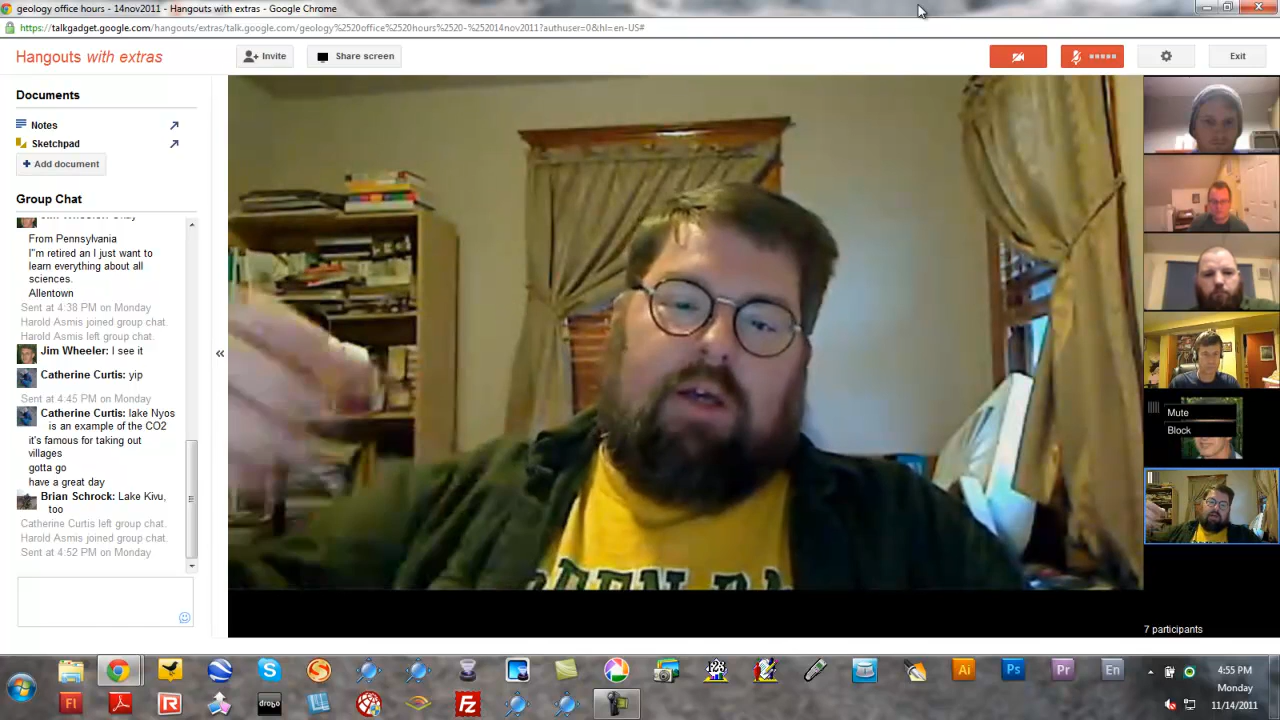 geology office hours - 14nov2011 - Hangouts with extras - Google Chrome
https://talkgadget.google.com/hangouts/extras/talk.google.com/geology%2520office%2520hours%2520-%252014nov2011?authuser=0&hl=en-US#
Hangouts with extras
Invite
Share screen
Exit
Documents
Notes
Sketchpad
Add document
Group Chat
From Pennsylvania
I"m retired an I just want to
learn everything about all
sciences.
Allentown
Sent at 4:38 PM on Monday
Harold Asmis joined group chat.
Harold Asmis left group chat.
Jim Wheeler: I see it
Catherine Curtis: yip
Sent at 4:45 PM on Monday
Catherine Curtis: lake Nyos
is an example of the CO2
it's famous for taking out
villages
gotta go
have a great day
Brian Schrock: Lake Kivu,
too
Catherine Curtis left group chat.
Harold Asmis joined group chat.
Sent at 4:52 PM on Monday
Mute
Block
7 participants
Ai
Ps
Pr
En
4:55 PM
Monday
11/14/2011
Fl
drobo
Fz